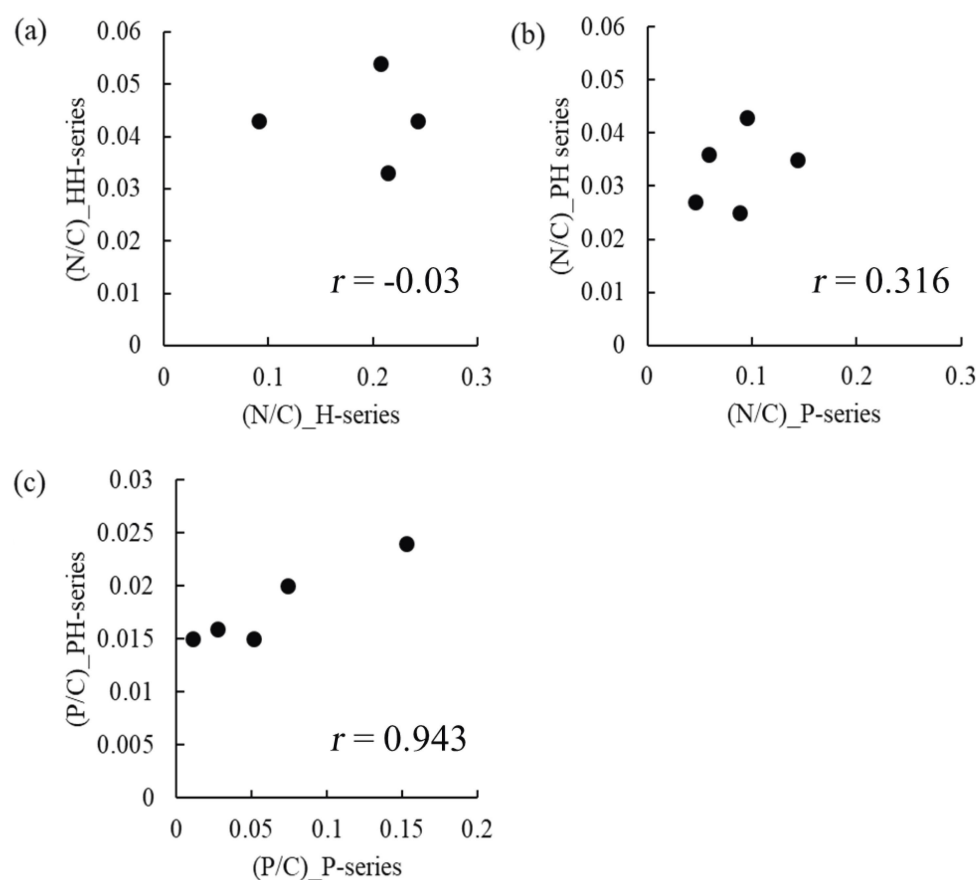 (a)
0.06
0.05
0.04
0.03
0.02
0.01
0
(N/C)_HH-series
r = -0.03
0 0.1 0.2 0.3
(N/C)_H-series
(b)
0.06
0.05
0.04
0.03
0.02
0.01
0
(N/C)_PH series
r = 0.316
0 0.1 0.2 0.3
(N/C)_P-series
(c)
0.03
0.025
0.02
0.015
0.01
0.005
0
(P/C)_PH-series
r = 0.943
0 0.05 0.1 0.15 0.2
(P/C)_P-series